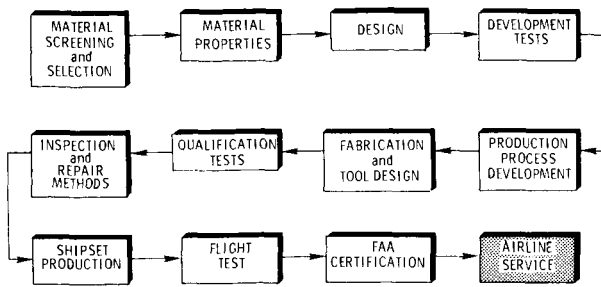 MATERIAL
SCREENING
and
SELECTION
MATERIAL
PROPERTIES
DESIGN
DEVELOPMENT
TESTS
PRODUCTION
PROCESS
DEVELOPMENT
FABRICATION
and
TOOL DESIGN
QUALIFICATION
TESTS
INSPECTION
and
REPAIR
METHODS
SHIPSET
PRODUCTION
FLIGHT
TEST
FAA
CERTIFICATION
AIRLINE
SERVICE